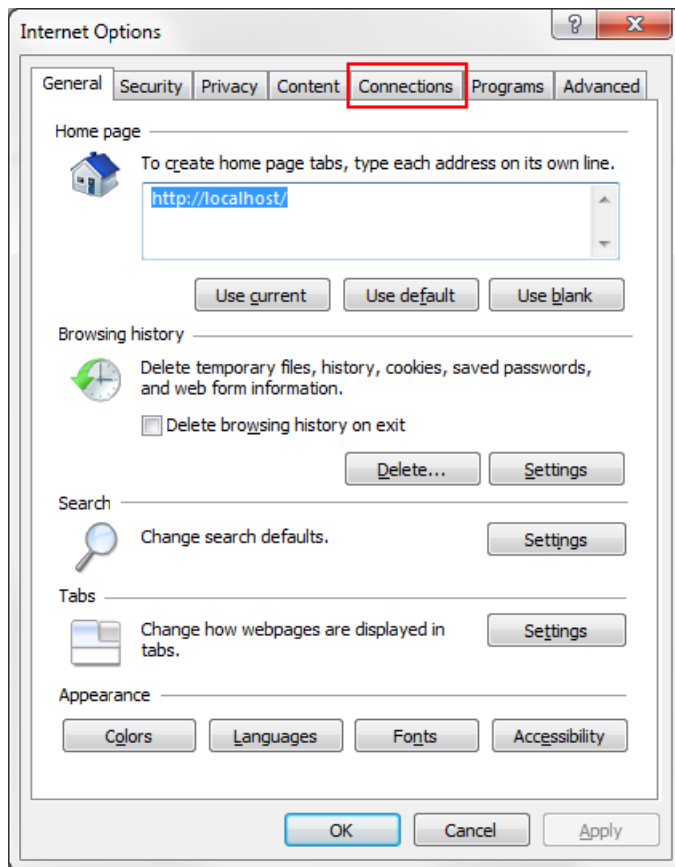 Internet Options
General Security Privacy Content Connections Programs Advanced
Home page
To create home page tabs, type each address on its own line.
http://localhost/
Use current Use default Use blank
Browsing history
Delete temporary files, history, cookies, saved passwords,
and web form information.
Delete browsing history on exit
Delete... Settings
Search
Change search defaults.
Settings
Tabs
Change how webpages are displayed in
tabs.
Settings
Appearance
Colors Languages Fonts Accessibility
OK Cancel Apply